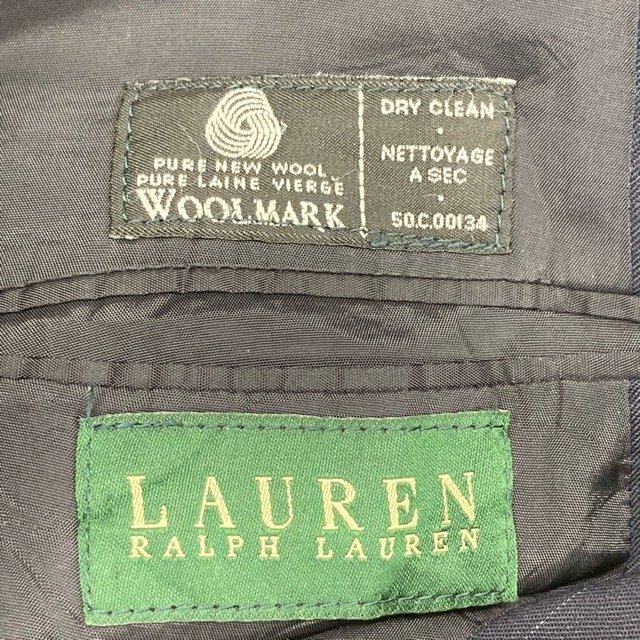 PURE NEW WOOL
PURE LAINE VIERGE
WOOLMARK
DRY CLEAN
·
NETTOYAGE
A SEC
·
50.C.00134
LAUREN
RALPH LAUREN